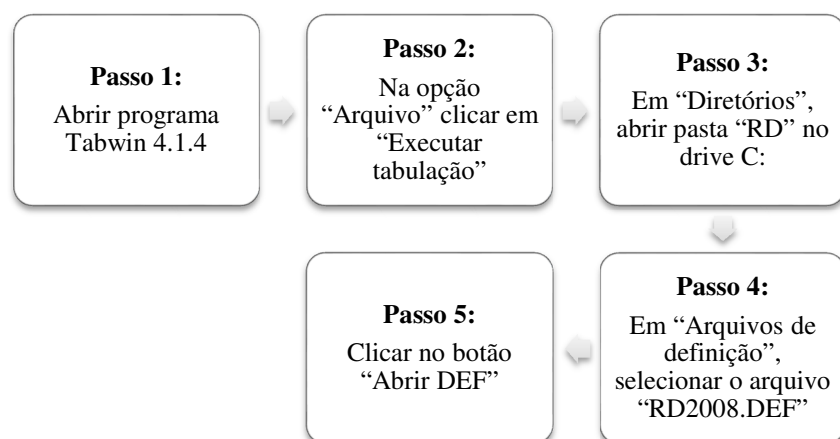 Passo 1:
Abrir programa
Tabwin 4.1.4
Passo 2:
Na opção
“Arquivo” clicar em
“Executar
tabulação”
Passo 3:
Em “Diretórios”,
abrir pasta “RD” no
drive C:
Passo 4:
Em “Arquivos de
definição”,
selecionar o arquivo
“RD2008.DEF”
Passo 5:
Clicar no botão
“Abrir DEF”